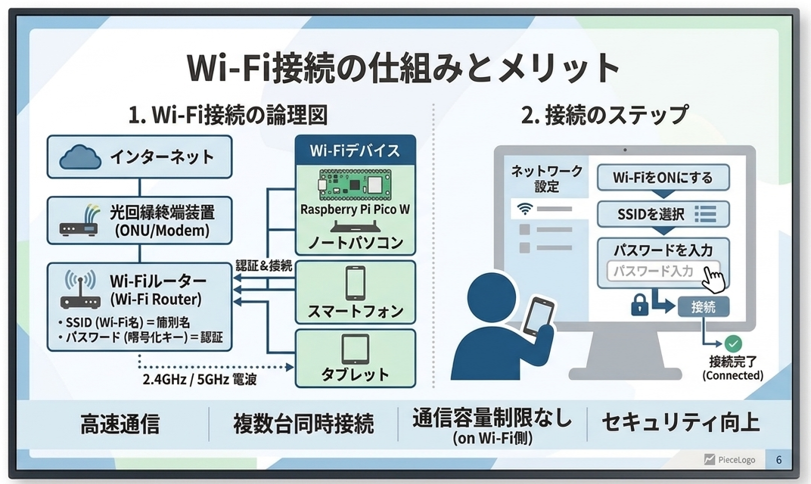 Wi-Fi接続の仕組みとメリット
1. Wi-Fi接続の論理図
インターネット
光回線終端装置
(ONU/Modem)
Wi-Fiルーター
(Wi-Fi Router)
・SSID (Wi-Fi名)＝
・パスワード (号化キー)＝認証
2.4GHz / 5GHz 電波
認証&接続
Wi-Fiデバイス
Raspberry Pi Pico W
ノートパソコン
スマートフォン
タブレット
2. 接続のステップ
ネットワーク
設定
Wi-FiをONにする
SSIDを選択
パスワードを入力
パスワード入力
接続
接続完了
(Connected)
高速通信
複数台同時接続
通信容量制限なし
(on Wi-Fi側)
セキュリティ向上
PieceLogo
6